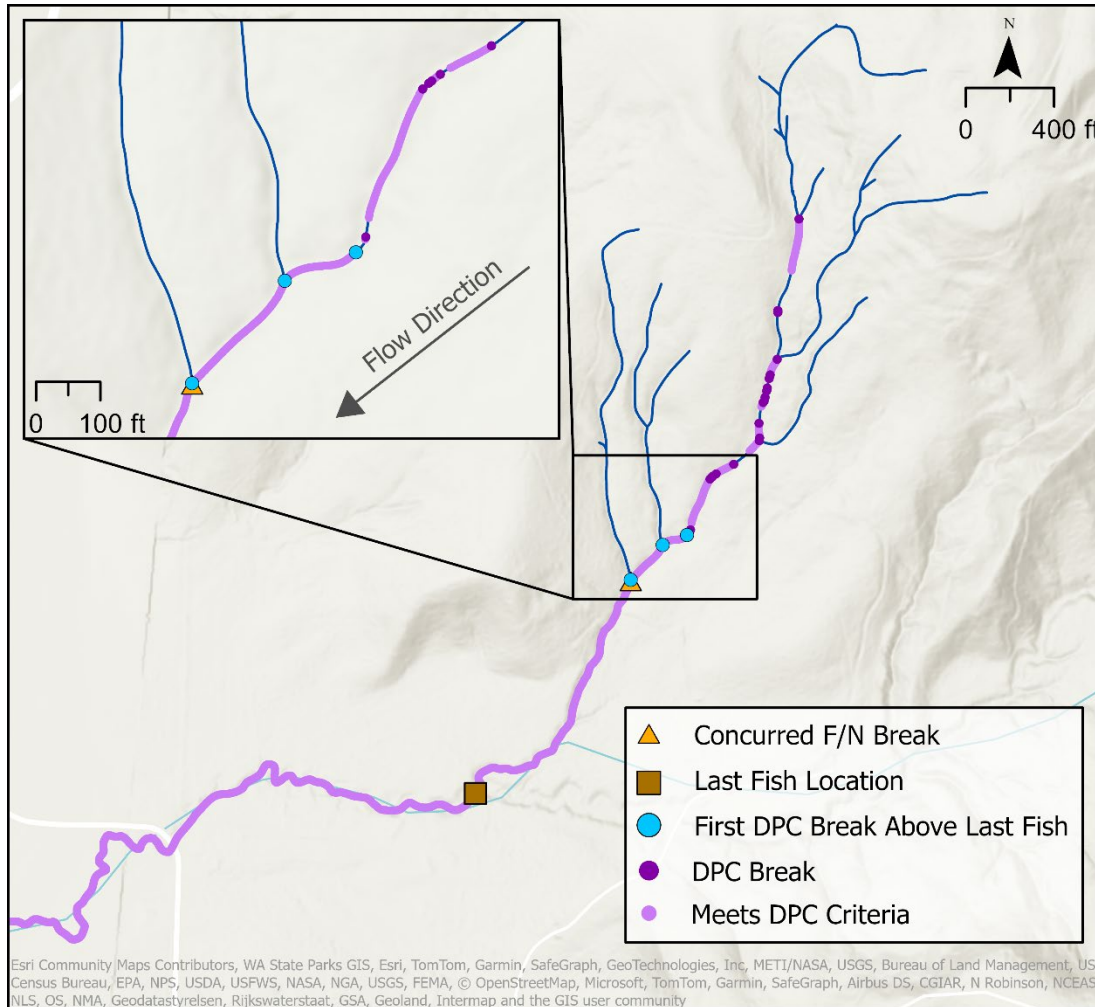 N
0 400 ft
Flow Direction
0 100 ft
Concurred F/N Break
Last Fish Location
First DPC Break Above Last Fish
DPC Break
Meets DPC Criteria
Esri Community Maps Contributors, WA State Parks GIS, Esri, TomTom, Garmin, SafeGraph, GeoTechnologies, Inc, METI/NASA, USGS, Bureau of Land Management, US
Census Bureau, EPA, NPS, USDA, USFWS, NASA, NGA, USGS, FEMA, © OpenStreetMap, Microsoft, TomTom, Garmin, SafeGraph, Airbus DS, CGIAR, N Robinson, NCEAS
NLS, OS, NMA, Geodatastyrelsen, Rijkswaterstaat, GSA, Geoland, Intermap and the GIS user community